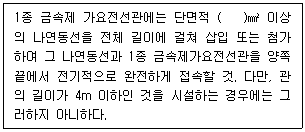 1종 금속제 가요전선관에는 단면적 (   )㎟ 이상
의 나연동선을 전체 길이에 걸쳐 삽입 또는 첨가
하여 그 나연동선과 1종 금속제가요전선관을 양쪽
끝에서 전기적으로 완전하게 접속할 것. 다만, 관
의 길이가 4m 이하인 것을 시설하는 경우에는 그
러하지 아니하다.